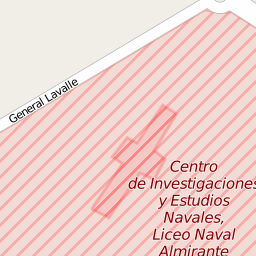 General Lavalle
Centro
de Investigaciones
y Estudios
Navales,
Liceo Naval
Almirante